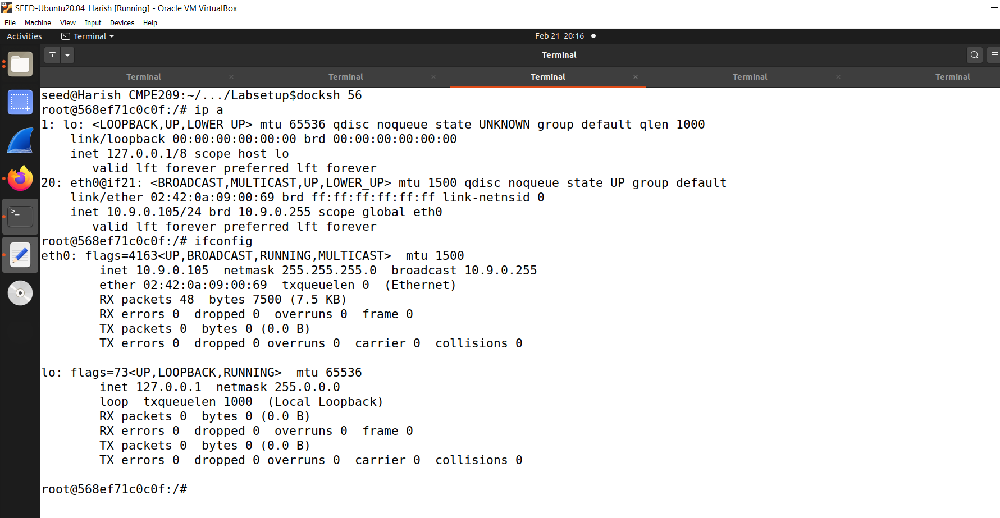 SEED-Ubuntu20.04_Harish [Running] - Oracle VM VirtualBox
File Machine View Input Devices Help
Activities Terminal Feb 21 20:16
Terminal
Terminal Terminal Terminal Terminal Terminal
seed@Harish_CMPE209:~/.../Labsetup$docksh 56
root@568ef71c0c0f:/# ip a
1: lo: <LOOPBACK,UP,LOWER_UP> mtu 65536 qdisc noqueue state UNKNOWN group default qlen 1000
    link/loopback 00:00:00:00:00:00 brd 00:00:00:00:00:00
    inet 127.0.0.1/8 scope host lo
       valid_lft forever preferred_lft forever
20: eth0@if21: <BROADCAST,MULTICAST,UP,LOWER_UP> mtu 1500 qdisc noqueue state UP group default
    link/ether 02:42:0a:09:00:69 brd ff:ff:ff:ff:ff:ff link-netnsid 0
    inet 10.9.0.105/24 brd 10.9.0.255 scope global eth0
       valid_lft forever preferred_lft forever
root@568ef71c0c0f:/# ifconfig
eth0: flags=4163<UP,BROADCAST,RUNNING,MULTICAST>  mtu 1500
        inet 10.9.0.105  netmask 255.255.255.0  broadcast 10.9.0.255
        ether 02:42:0a:09:00:69  txqueuelen 0  (Ethernet)
        RX packets 48  bytes 7500 (7.5 KB)
        RX errors 0  dropped 0  overruns 0  frame 0
        TX packets 0  bytes 0 (0.0 B)
        TX errors 0  dropped 0 overruns 0  carrier 0  collisions 0
lo: flags=73<UP,LOOPBACK,RUNNING>  mtu 65536
        inet 127.0.0.1  netmask 255.0.0.0
        loop  txqueuelen 1000  (Local Loopback)
        RX packets 0  bytes 0 (0.0 B)
        RX errors 0  dropped 0  overruns 0  frame 0
        TX packets 0  bytes 0 (0.0 B)
        TX errors 0  dropped 0 overruns 0  carrier 0  collisions 0
root@568ef71c0c0f:/#